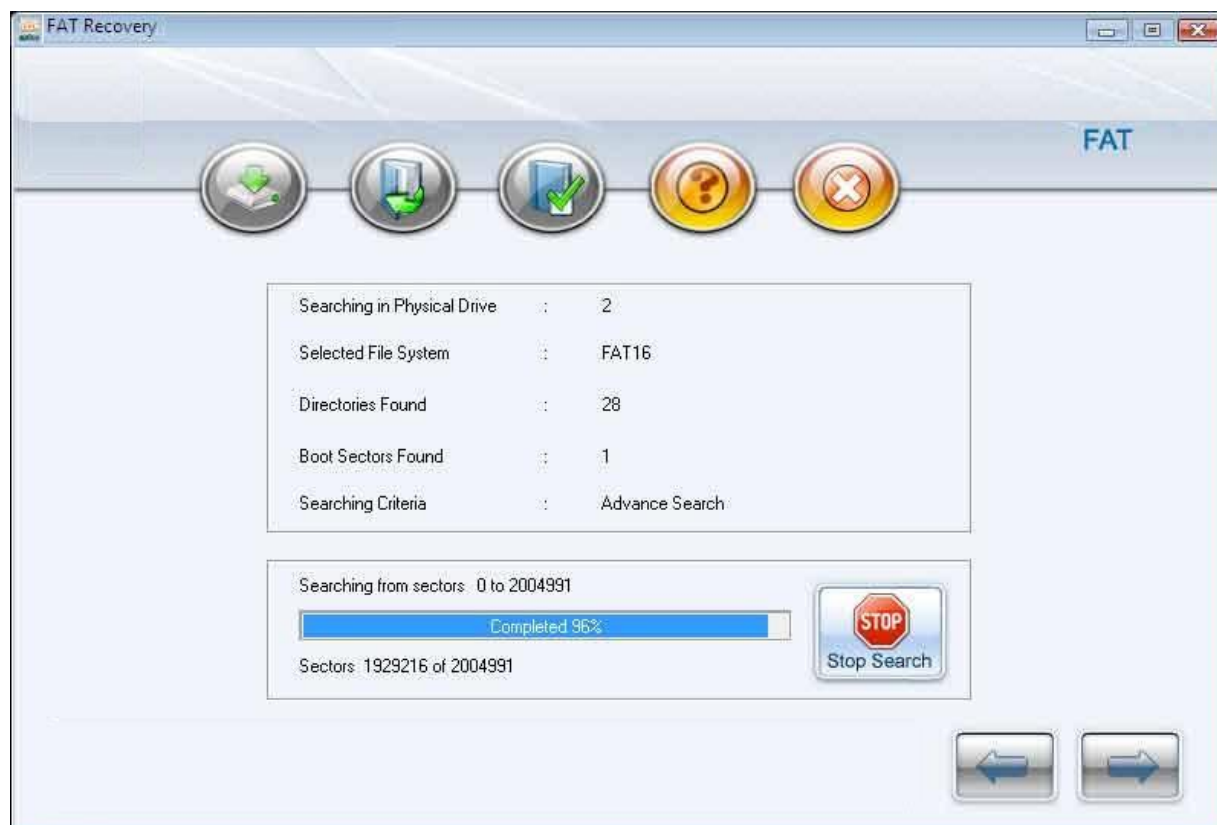 FAT Recovery
FAT
Searching in Physical Drive : 2
Selected File System : FAT16
Directories Found : 28
Boot Sectors Found : 1
Searching Criteria : Advance Search
Searching from sectors 0 to 2004991
Completed 96%
Sectors 1929216 of 2004991
STOP
Stop Search